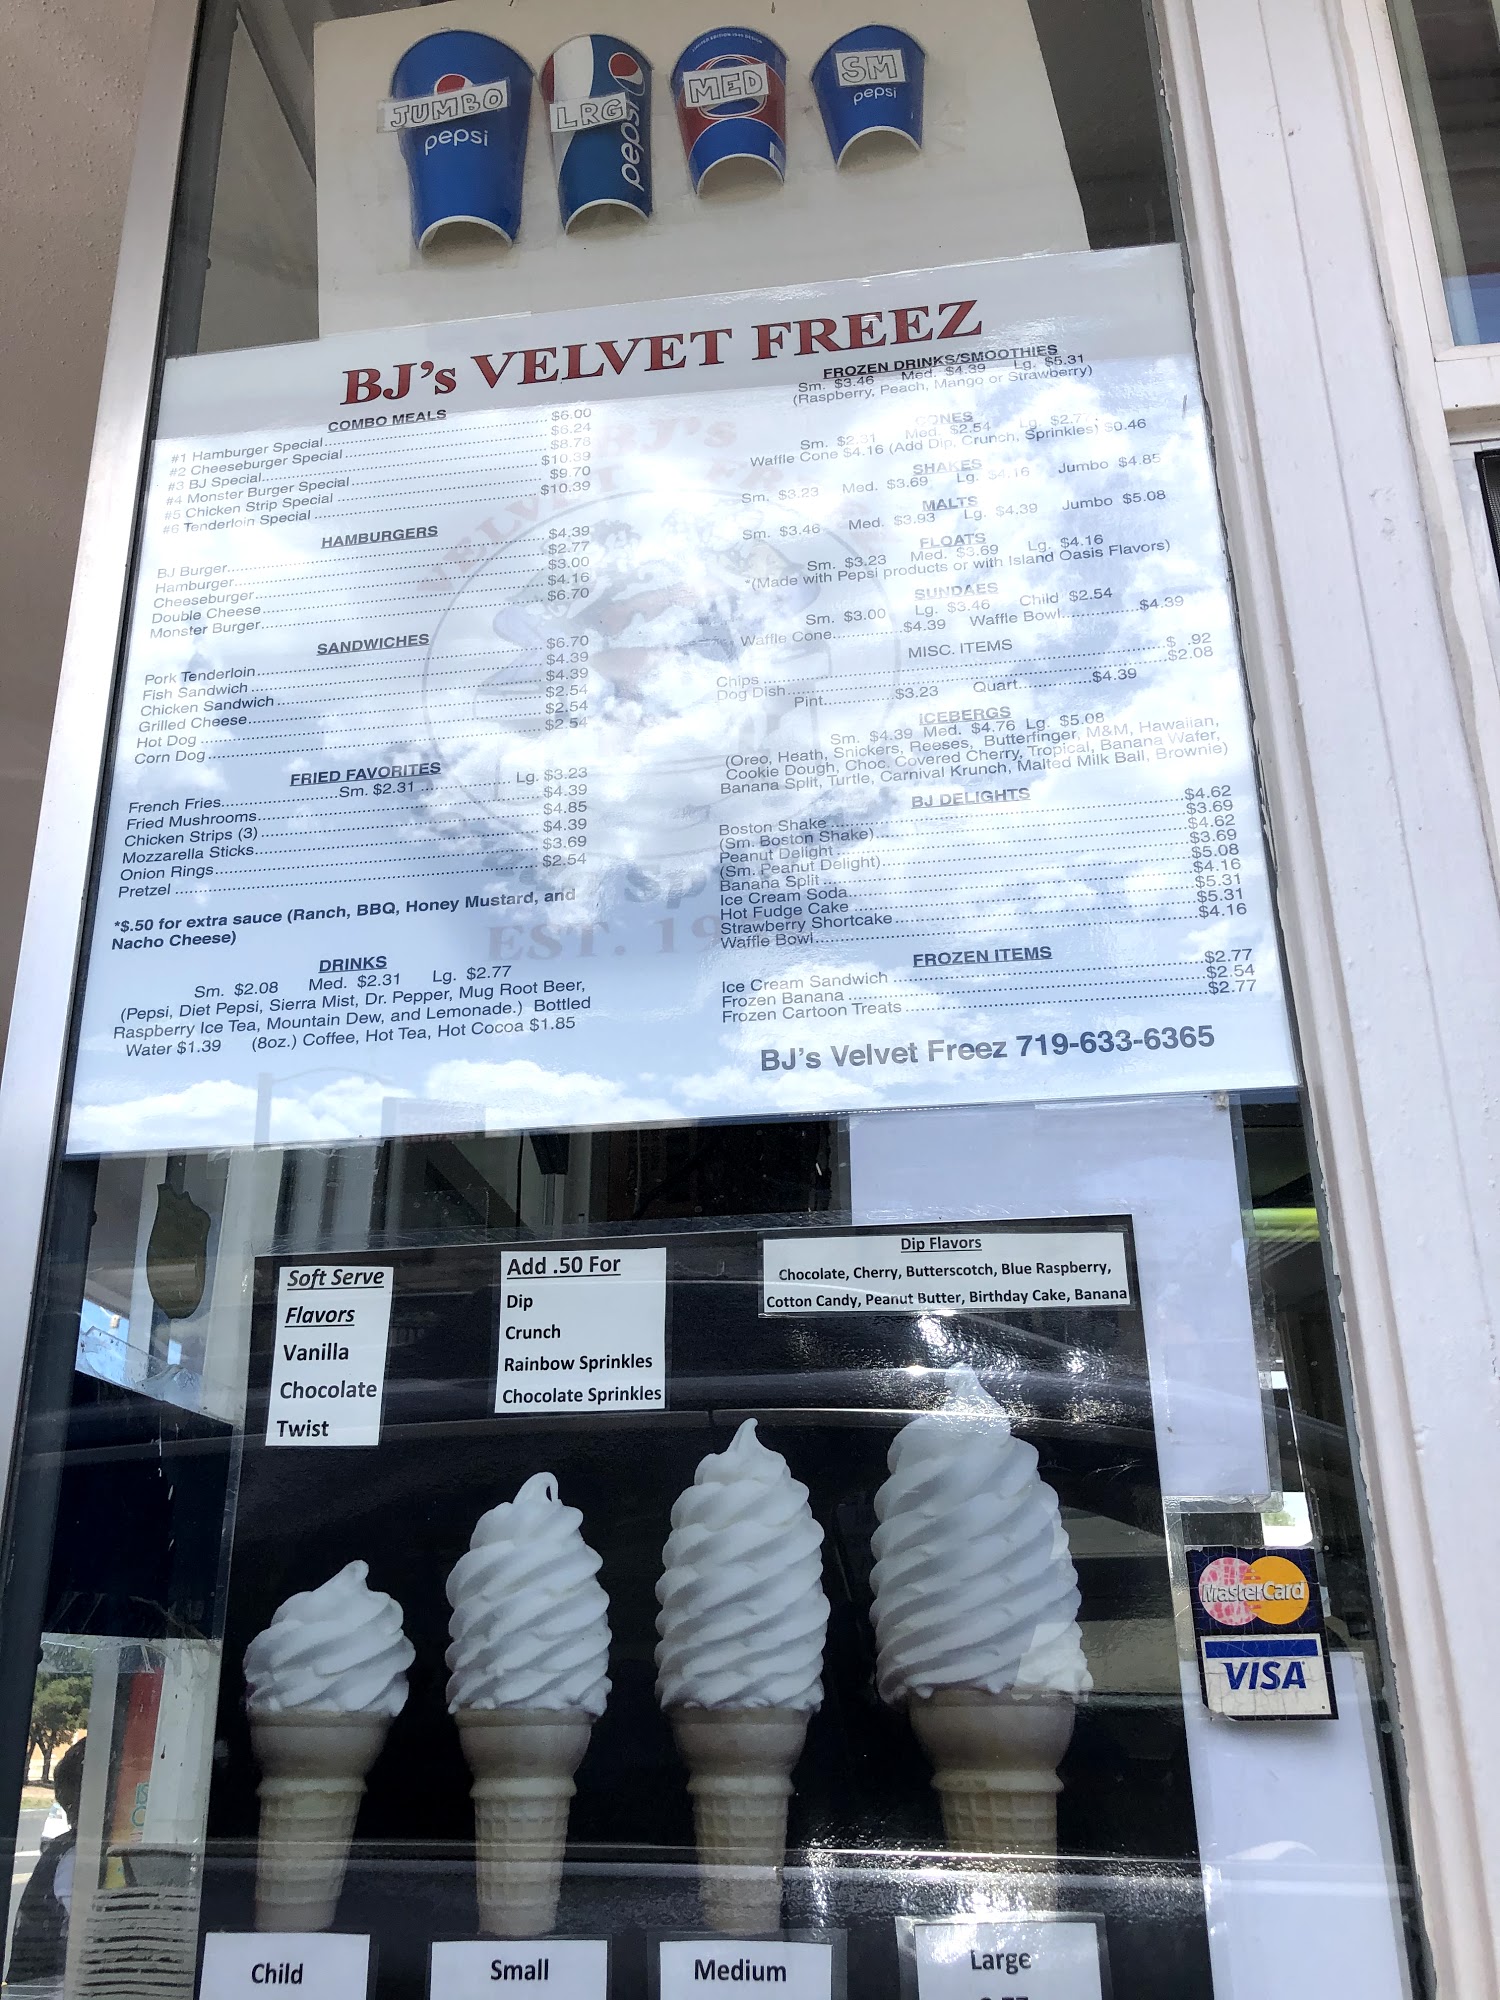 JUMBO
pepsi
LRG
pepsi
MED
SM
pepsi
BJ's VELVET FREEZ
COMBO MEALS
#1 Hamburger Special $6.00
#2 Cheeseburger Special $6.24
#3 BJ Special $8.78
#4 Monster Burger Special $10.39
#5 Chicken Strip Special $9.70
#6 Tenderloin Special $10.39
HAMBURGERS
BJ Burger $4.39
Hamburger $2.77
Cheeseburger $3.00
Double Cheese $4.16
Monster Burger $6.70
SANDWICHES
Pork Tenderloin $6.70
Fish Sandwich $4.39
Chicken Sandwich $4.39
Grilled Cheese $2.54
Hot Dog $2.54
Corn Dog $2.54
FRIED FAVORITES
French Fries Sm. $2.31 Lg. $3.23
Fried Mushrooms $4.39
Chicken Strips (3) $4.85
Mozzarella Sticks $4.39
Onion Rings $3.69
Pretzel $2.54
*$.50 for extra sauce (Ranch, BBQ, Honey Mustard, and
Nacho Cheese)
DRINKS
Sm. $2.08 Med. $2.31 Lg. $2.77
(Pepsi, Diet Pepsi, Sierra Mist, Dr. Pepper, Mug Root Beer,
Raspberry Ice Tea, Mountain Dew, and Lemonade.) Bottled
Water $1.39 (8oz.) Coffee, Hot Tea, Hot Cocoa $1.85
FROZEN DRINKS/SMOOTHIES
Sm. $3.46 Med. $4.39 Lg. $5.31
(Raspberry, Peach, Mango or Strawberry)
CONES
Sm. $2.31 Med. $2.54 Lg.
Waffle Cone $4.16 (Add Dip, Crunch, Sprinkles) $0.46
SHAKES
Sm. $3.23 Med. $3.69 Lg. $4.16 Jumbo $4.85
MALTS
Sm. $3.46 Med. $3.93 Lg. $4.39 Jumbo $5.08
FLOATS
Sm. $3.23 Med. $3.69 Lg. $4.16
*(Made with Pepsi products or with Island Oasis Flavors)
SUNDAES
Sm. $3.00 Lg. $3.46 Child $2.54
Waffle Cone $4.39 Waffle Bowl $4.39
MISC. ITEMS
Chips $ .92
Dog Dish $2.08
Pint $3.23 Quart $4.39
ICEBERGS
Sm. $4.39 Med. $4.76 Lg. $5.08
(Oreo, Heath, Snickers, Reeses, Butterfinger, M&M, Hawaiian,
Cookie Dough, Choc. Covered Cherry, Tropical, Banana Wafer,
Banana Split, Turtle, Carnival Krunch, Malted Milk Ball, Brownie)
BJ DELIGHTS
Boston Shake $4.62
(Sm. Boston Shake) $3.69
Peanut Delight $4.62
(Sm. Peanut Delight) $3.69
Banana Split $5.08
Ice Cream Soda $4.16
Hot Fudge Cake $5.31
Strawberry Shortcake $5.31
Waffle Bowl $4.16
FROZEN ITEMS
Ice Cream Sandwich $2.77
Frozen Banana $2.54
Frozen Cartoon Treats $2.77
BJ's Velvet Freez 719-633-6365
Soft Serve
Flavors
Vanilla
Chocolate
Twist
Add .50 For
Dip
Crunch
Rainbow Sprinkles
Chocolate Sprinkles
Dip Flavors
Chocolate, Cherry, Butterscotch, Blue Raspberry,
Cotton Candy, Peanut Butter, Birthday Cake, Banana
MasterCard
VISA
Child
Small
Medium
Large